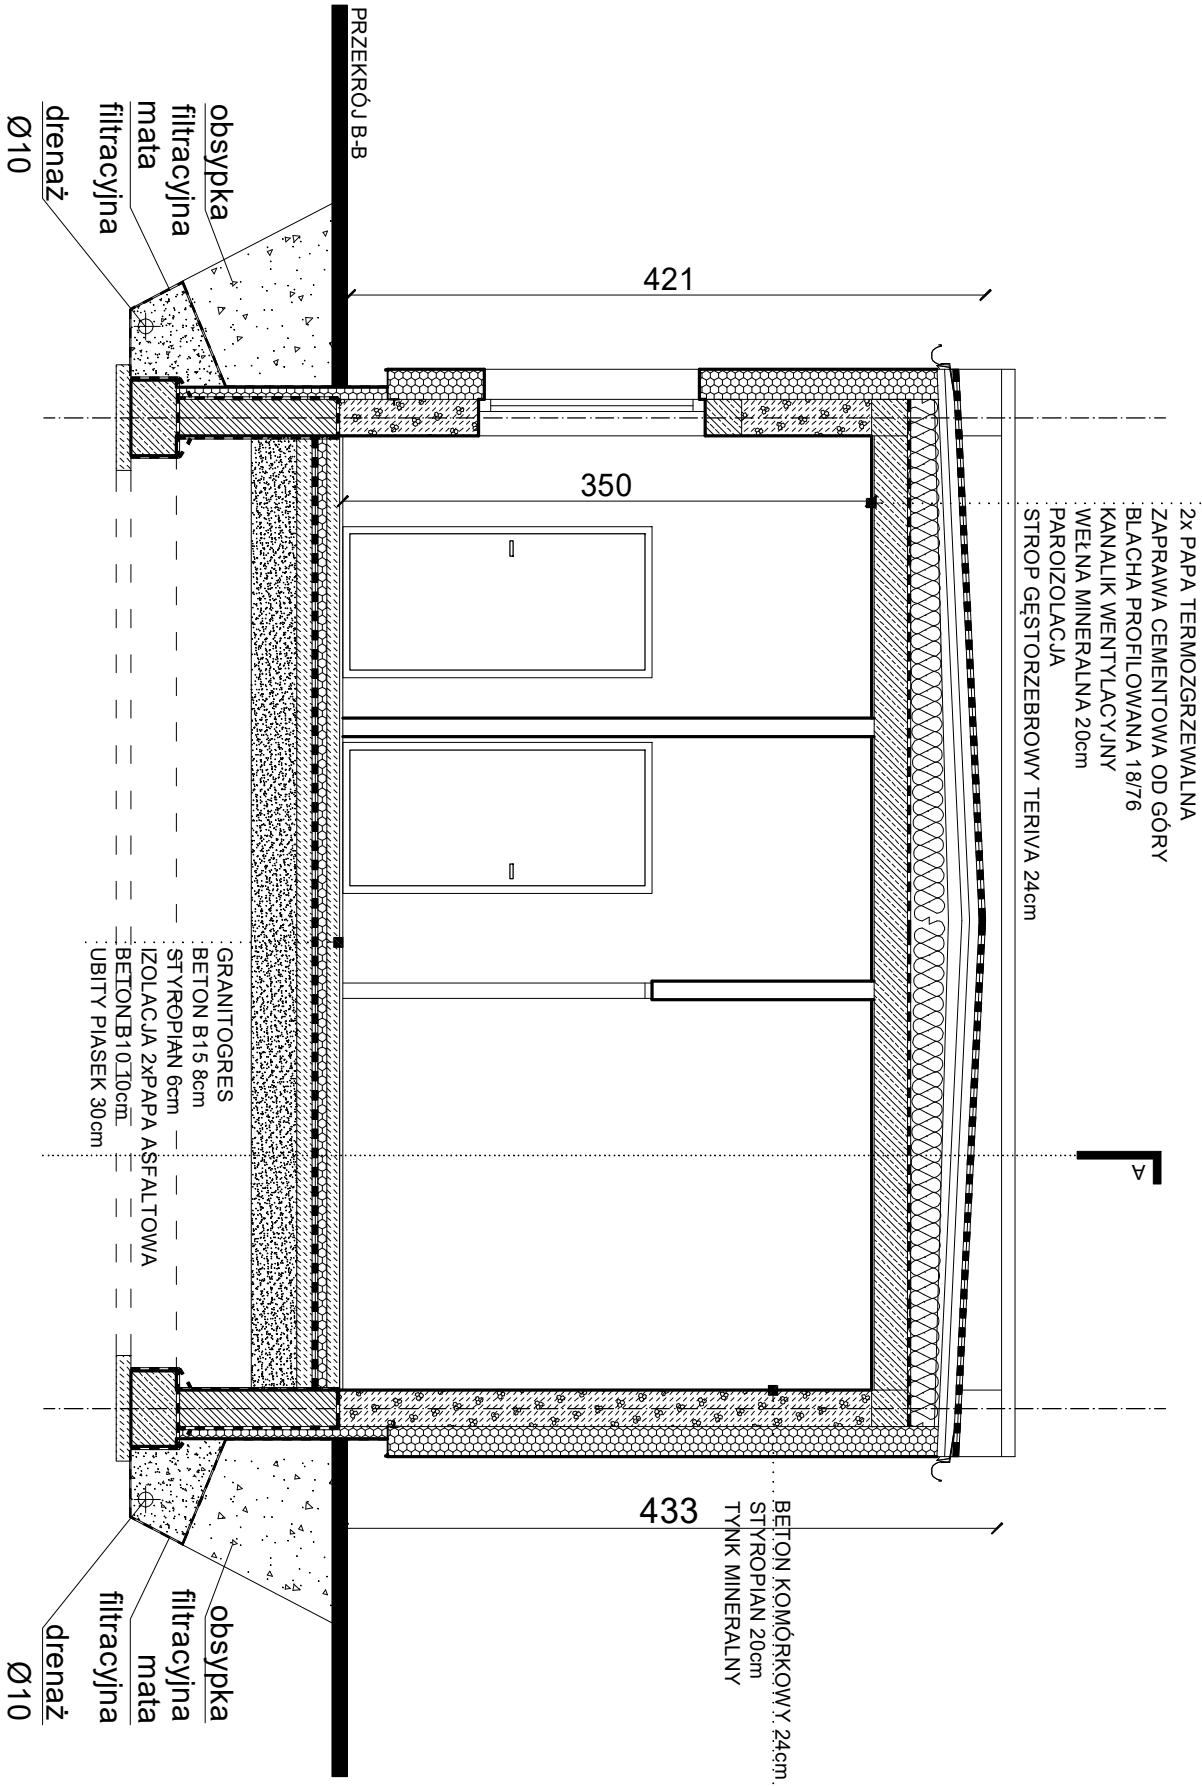 PRZEKRÓJ B-B
2x PAPA TERMOZGRZEWALNA
ZAPRAWA CEMENTOWA OD GÓRY
BLACHA PROFILOWANA 18/76
KANALIK WENTYLACYJNY
WEŁNA MINERALNA 20cm
PAROIZOLACJA
STROP GĘSTORZEBROWY TERIVA 24cm
A
421
350
433
BETON KOMÓRKOWY 24cm
STYROPIAN 20cm
TYNK MINERALNY
GRANITOGRES
BETON B15 8cm
STYROPIAN 6cm
IZOLACJA 2xPAPA ASFALTOWA
BETON B10 10cm
UBITY PIASEK 30cm
obsypka
filtracyjna
mata
filtracyjna
drenaż
Ø10
obsypka
filtracyjna
mata
filtracyjna
drenaż
Ø10